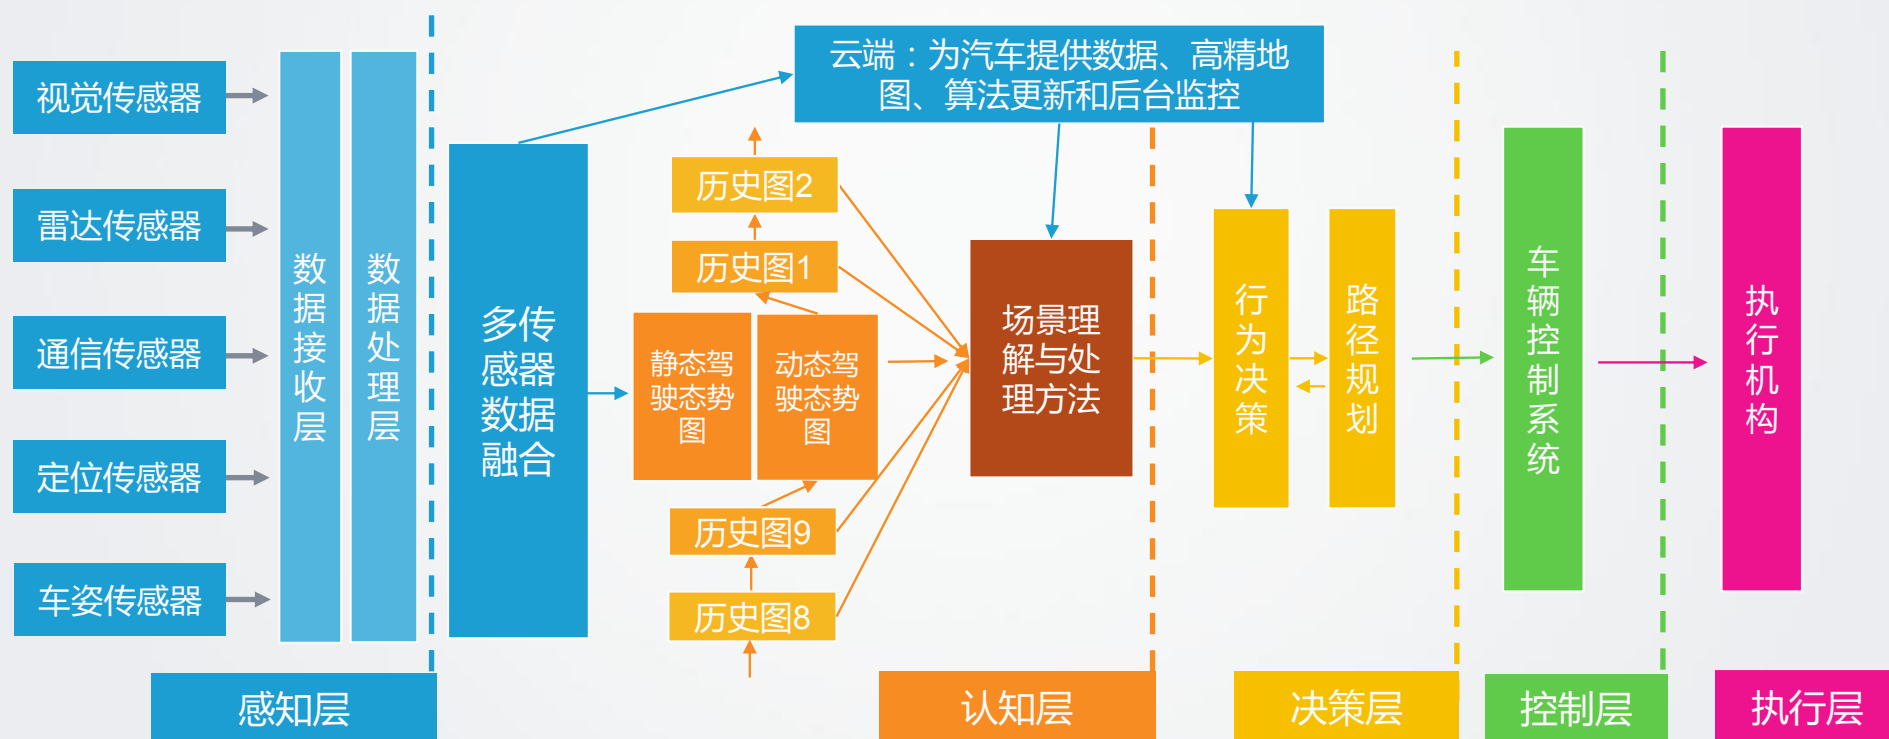 视觉传感器
雷达传感器
通信传感器
定位传感器
车姿传感器
数据接收层
数据处理层
感知层
多传
感器
数据
融合
云端：为汽车提供数据、高精地
图、算法更新和后台监控
历史图2
历史图1
静态驾
驶态势
图
动态驾
驶态势
图
历史图9
历史图8
场景理
解与处
理方法
认知层
行为决策
路径规划
决策层
车辆控制系统
控制层
执行机构
执行层